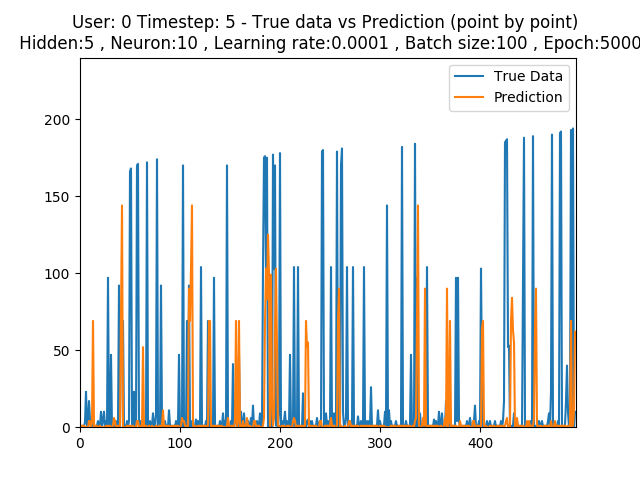 User: 0 Timestep: 5 - True data vs Prediction (point by point)
Hidden:5 , Neuron:10 , Learning rate:0.0001 , Batch size:100 , Epoch:5000
True Data
Prediction
200
150
100
50
0
0 100 200 300 400